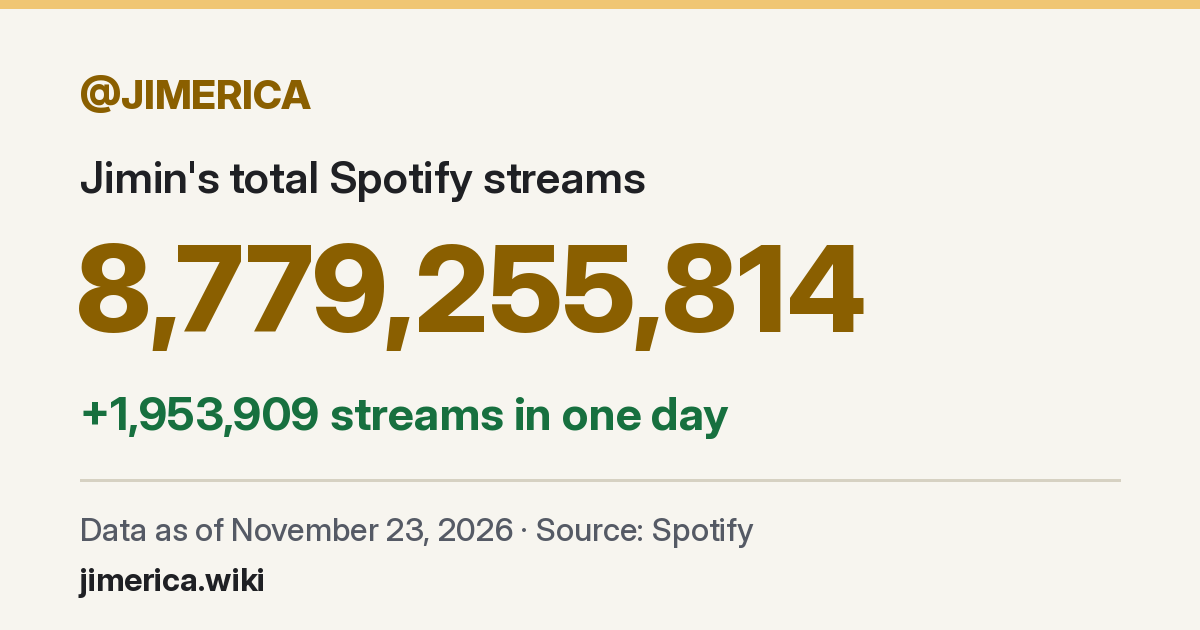 @JIMERICA
Jimin's total Spotify streams
8,779,255,814
+1,953,909 streams in one day
Data as of November 23, 2026 · Source: Spotify
jimerica.wiki